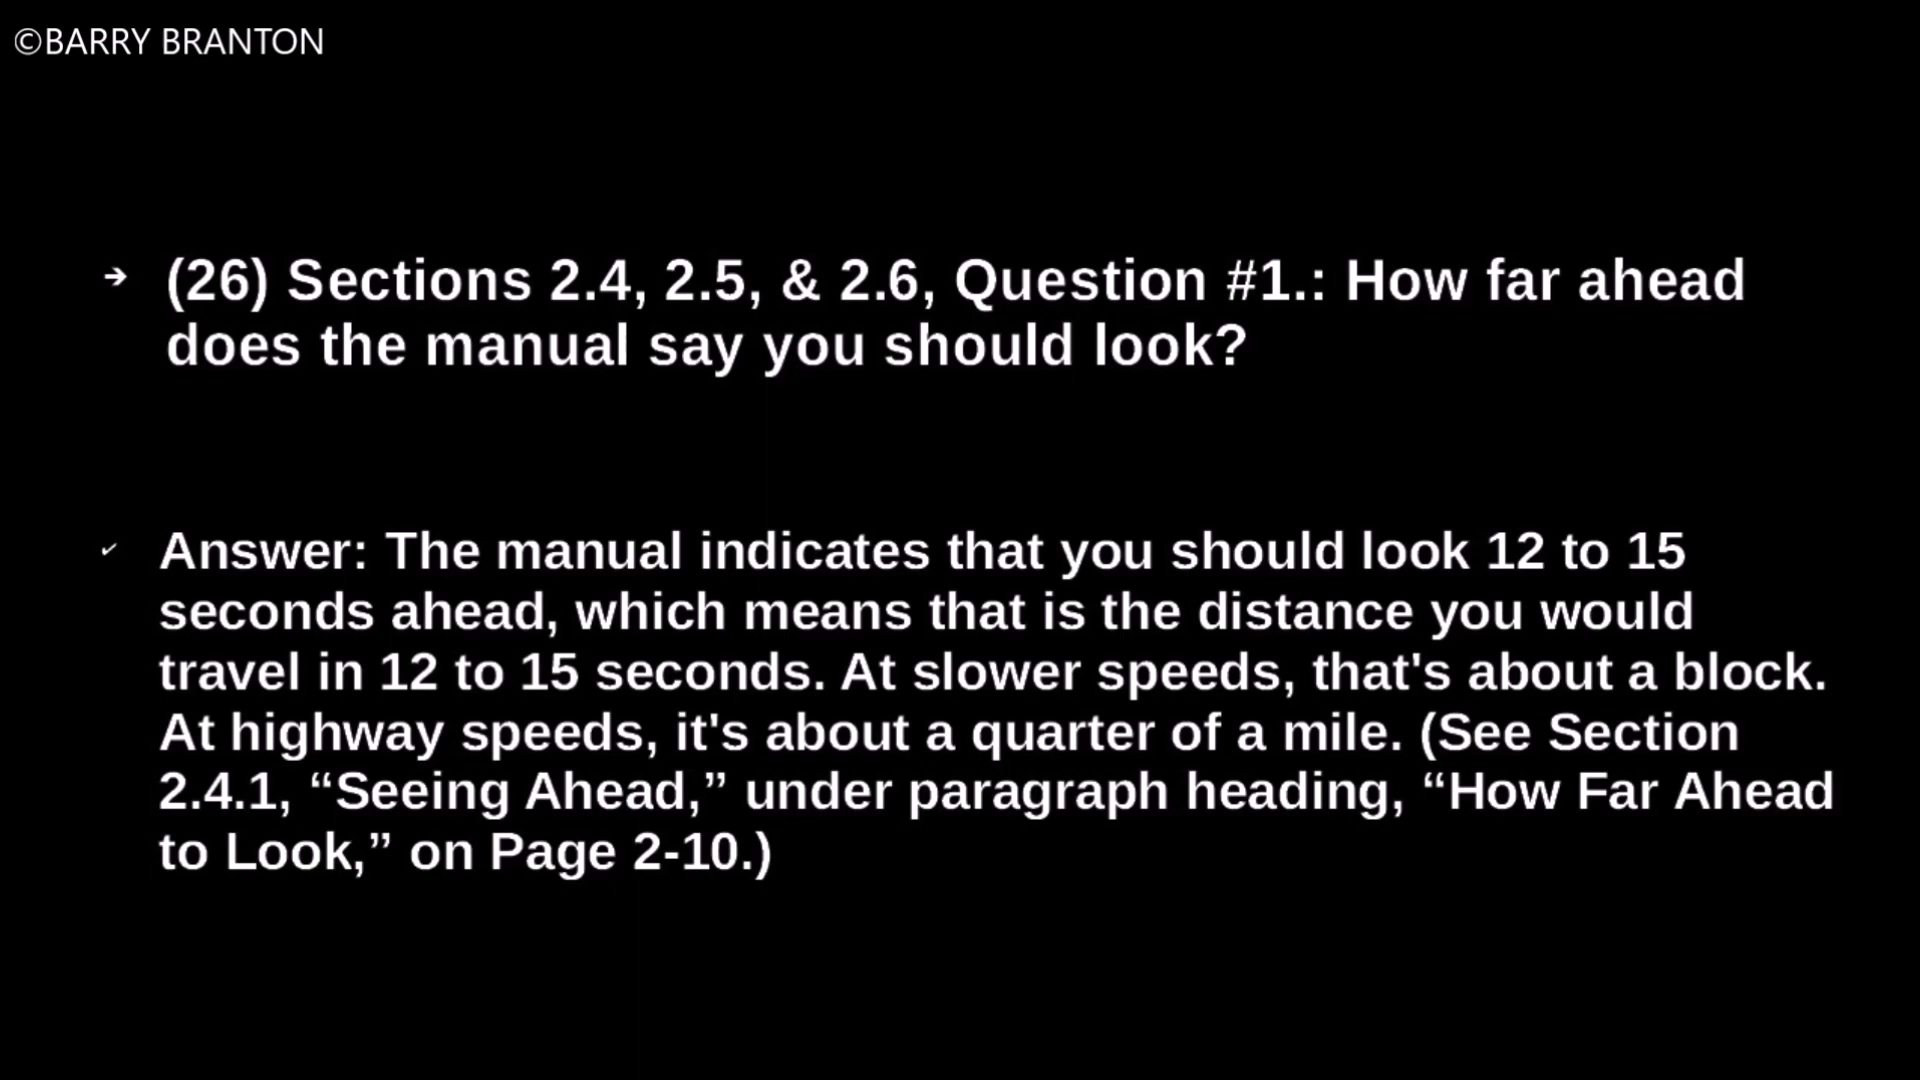 ©BARRY BRANTON
➔ (26) Sections 2.4, 2.5, & 2.6, Question #1.: How far ahead
does the manual say you should look?
✓ Answer: The manual indicates that you should look 12 to 15
seconds ahead, which means that is the distance you would
travel in 12 to 15 seconds. At slower speeds, that's about a block.
At highway speeds, it's about a quarter of a mile. (See Section
2.4.1, “Seeing Ahead,” under paragraph heading, “How Far Ahead
to Look,” on Page 2-10.)